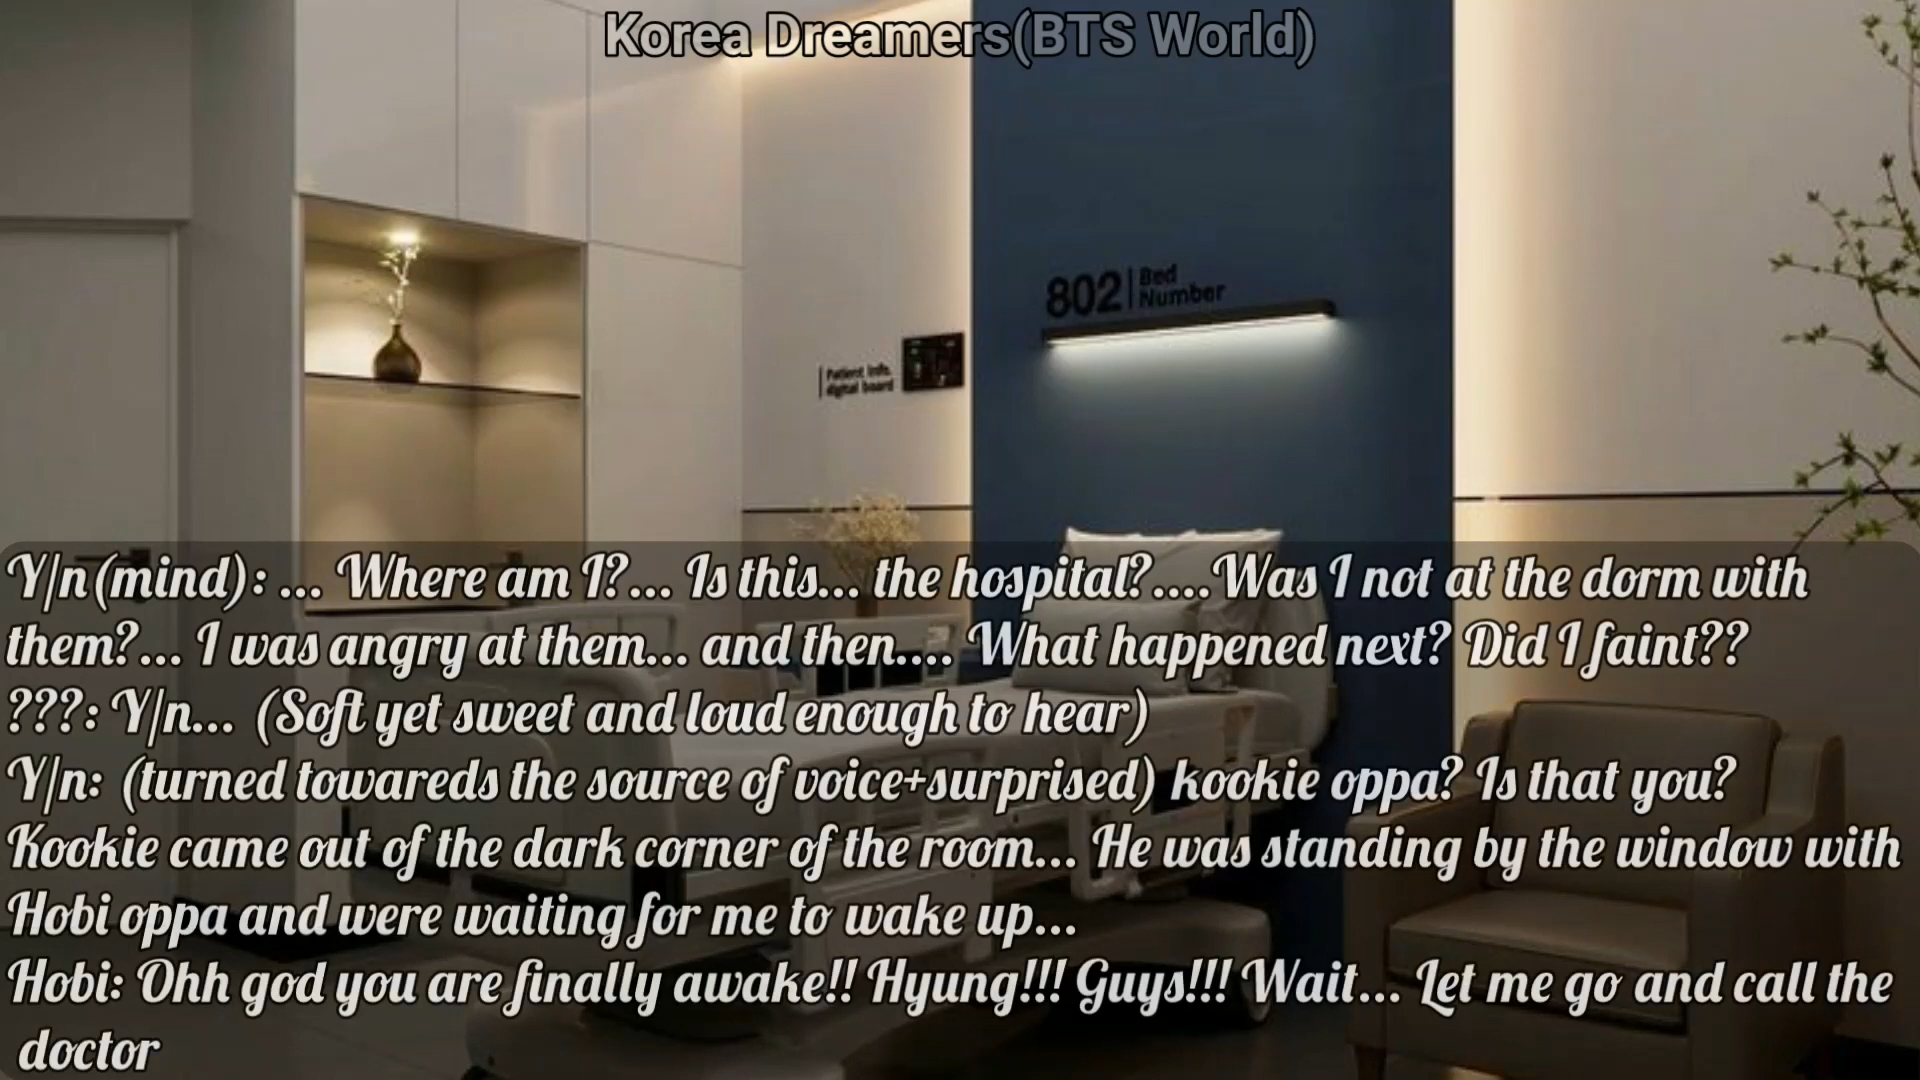 Korea Dreamers(BTS World)
802 | Bed
Number
Patient Info.
digital board
Y/n(mind): ... Where am I?... Is this... the hospital?....Was I not at the dorm with
them?... I was angry at them... and then.... What happened next? Did I faint??
???: Y/n... (Soft yet sweet and loud enough to hear)
Y/n: (turned towareds the source of voice+surprised) kookie oppa? Is that you?
Kookie came out of the dark corner of the room... He was standing by the window with
Hobi oppa and were waiting for me to wake up...
Hobi: Ohh god you are finally awake!! Hyung!!! Guys!!! Wait... Let me go and call the
doctor